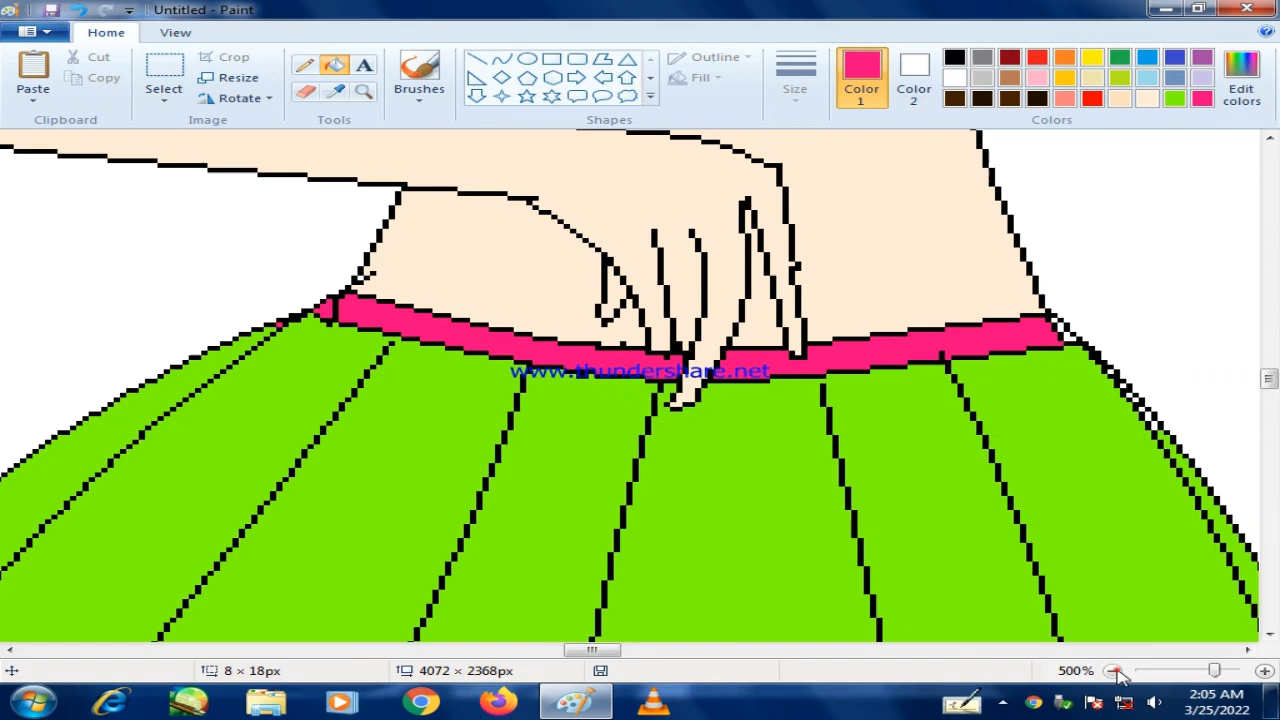 Untitled - Paint
Home
View
Paste
Cut
Copy
Clipboard
Select
Crop
Resize
Rotate
Image
A
Tools
Brushes
Shapes
Outline
Fill
Size
Color 1
Color 2
Edit colors
Colors
www.thundershare.net
8 × 18px
4072 × 2368px
500%
2:05 AM
3/25/2022